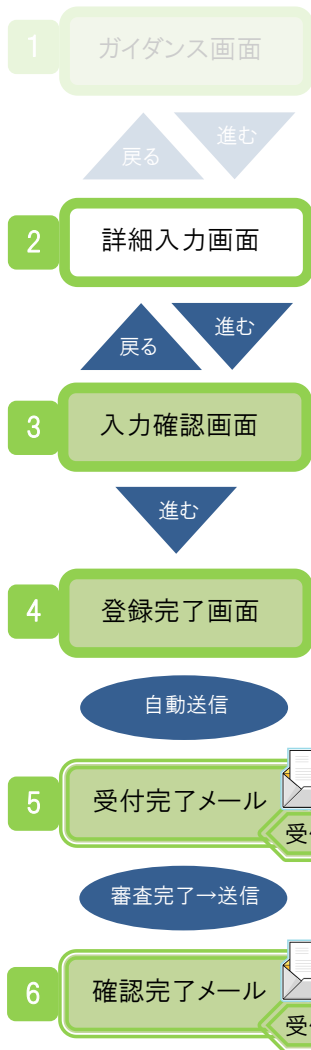 1
ガイダンス画面
戻る
進む
2
詳細入力画面
戻る
進む
3
入力確認画面
進む
4
登録完了画面
自動送信
5
受付完了メール
受
審査完了→送信
6
確認完了メール
受